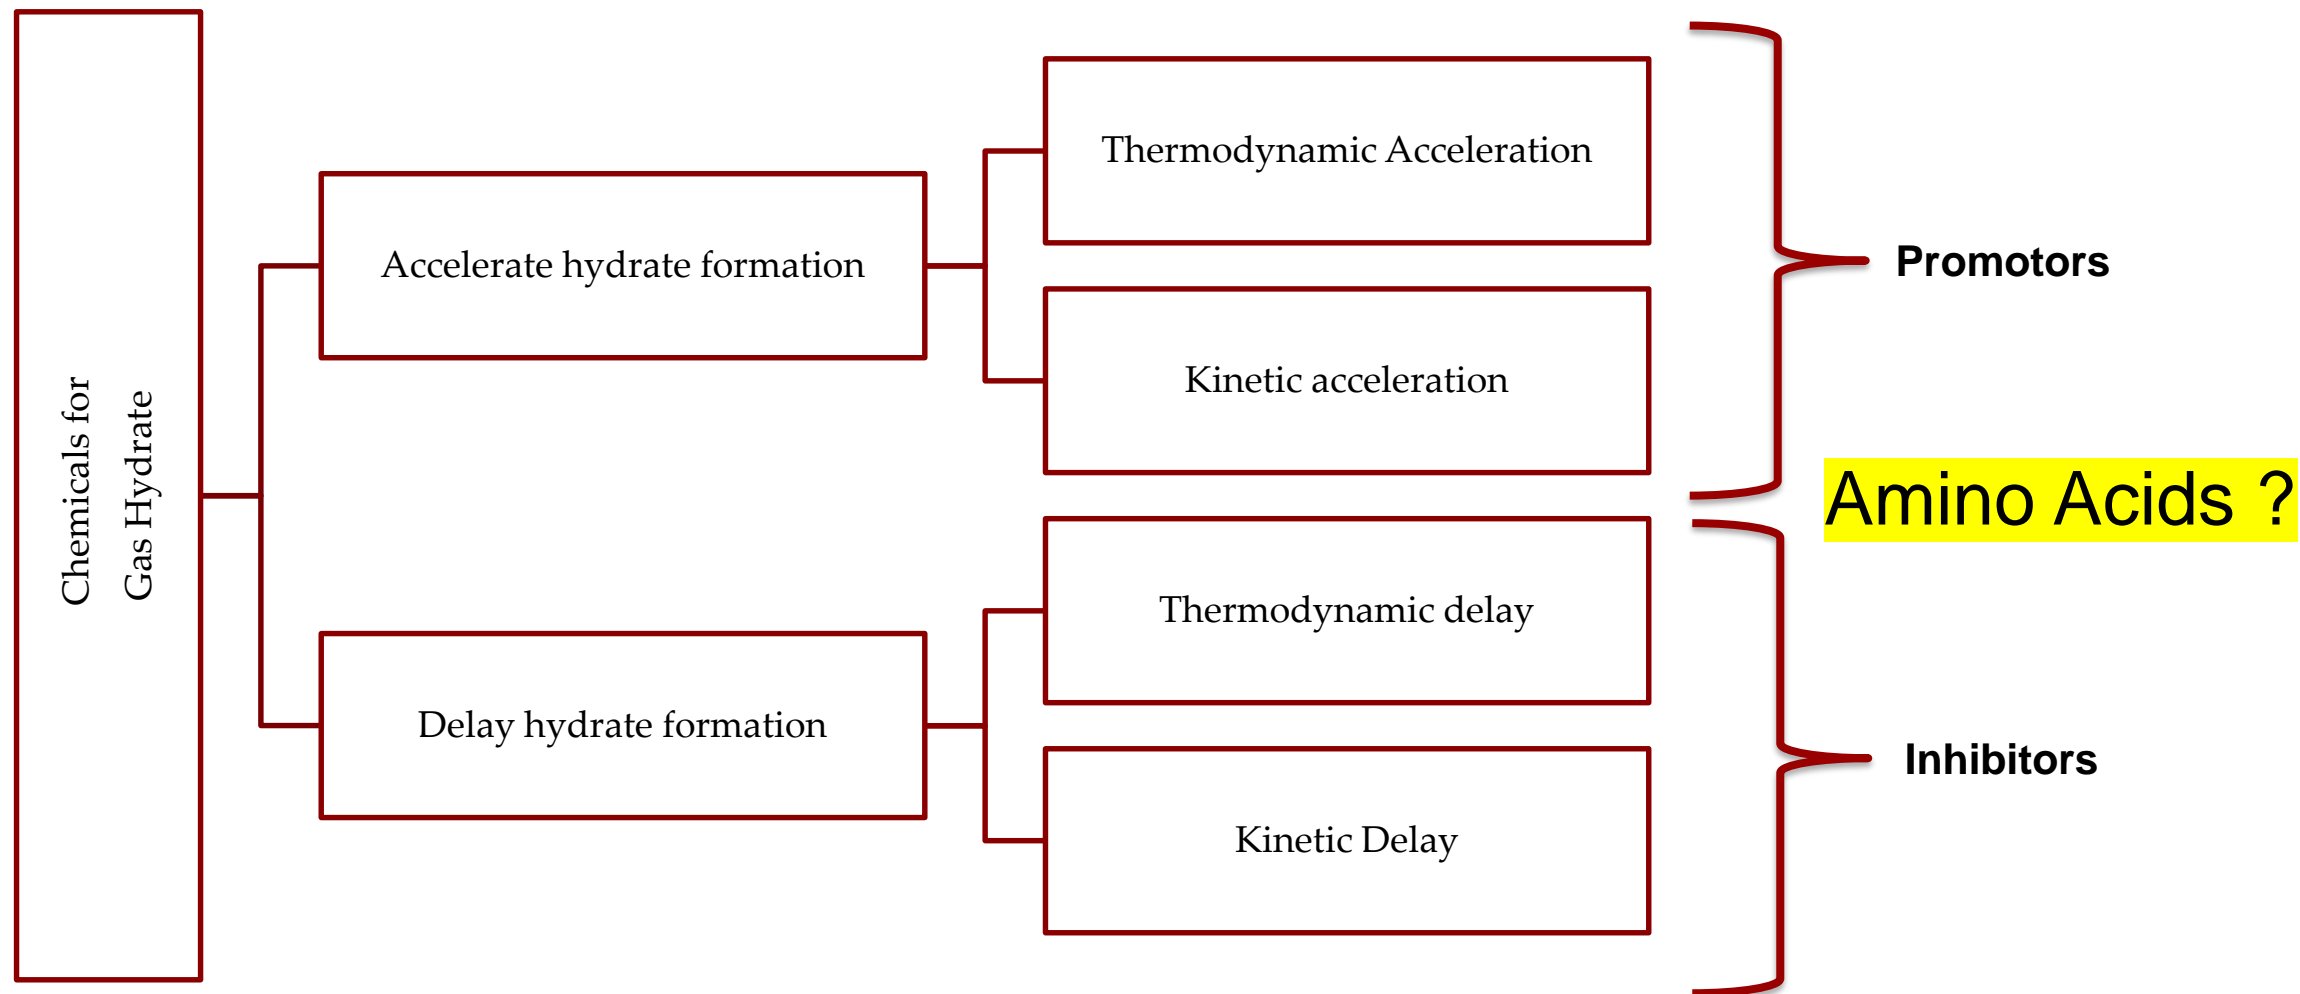 Chemicals for
Gas Hydrate
Accelerate hydrate formation
Thermodynamic Acceleration
Kinetic acceleration
Promotors
Amino Acids ?
Delay hydrate formation
Thermodynamic delay
Kinetic Delay
Inhibitors